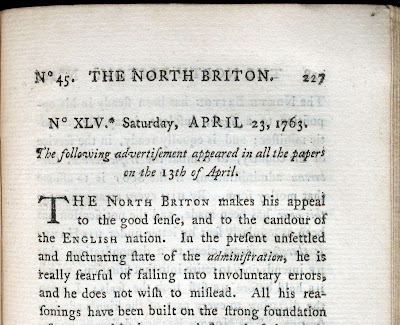 N° 45. THE NORTH BRITON. 227
N° XLV.* Saturday, APRIL 23, 1763.
The following advertiſement appeared in all the papers
on the 13th of April.
THE NORTH BRITON makes his appeal
to the good ſenſe, and to the candour of
the ENGLISH nation. In the preſent unſettled
and fluctuating ſtate of the adminiſtration, he is
really fearful of falling into involuntary errors,
and he does not wiſh to miſlead. All his rea-
ſonings have been built on the ſtrong foundation